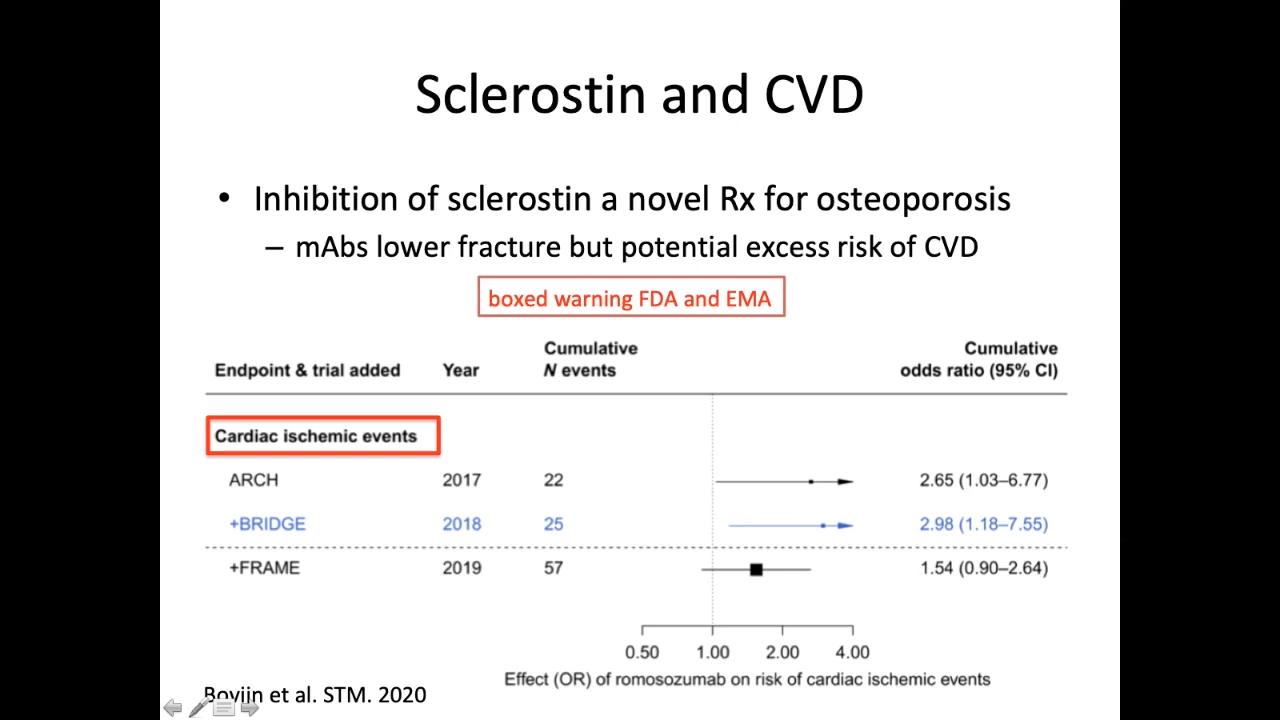 Sclerostin and CVD
• Inhibition of sclerostin a novel Rx for osteoporosis
– mAbs lower fracture but potential excess risk of CVD
boxed warning FDA and EMA
Endpoint & trial added Year Cumulative N events Cumulative odds ratio (95% CI)
Cardiac ischemic events
ARCH 2017 22 2.65 (1.03–6.77)
+BRIDGE 2018 25 2.98 (1.18–7.55)
+FRAME 2019 57 1.54 (0.90–2.64)
0.50 1.00 2.00 4.00
Effect (OR) of romosozumab on risk of cardiac ischemic events
Bovijn et al. STM. 2020